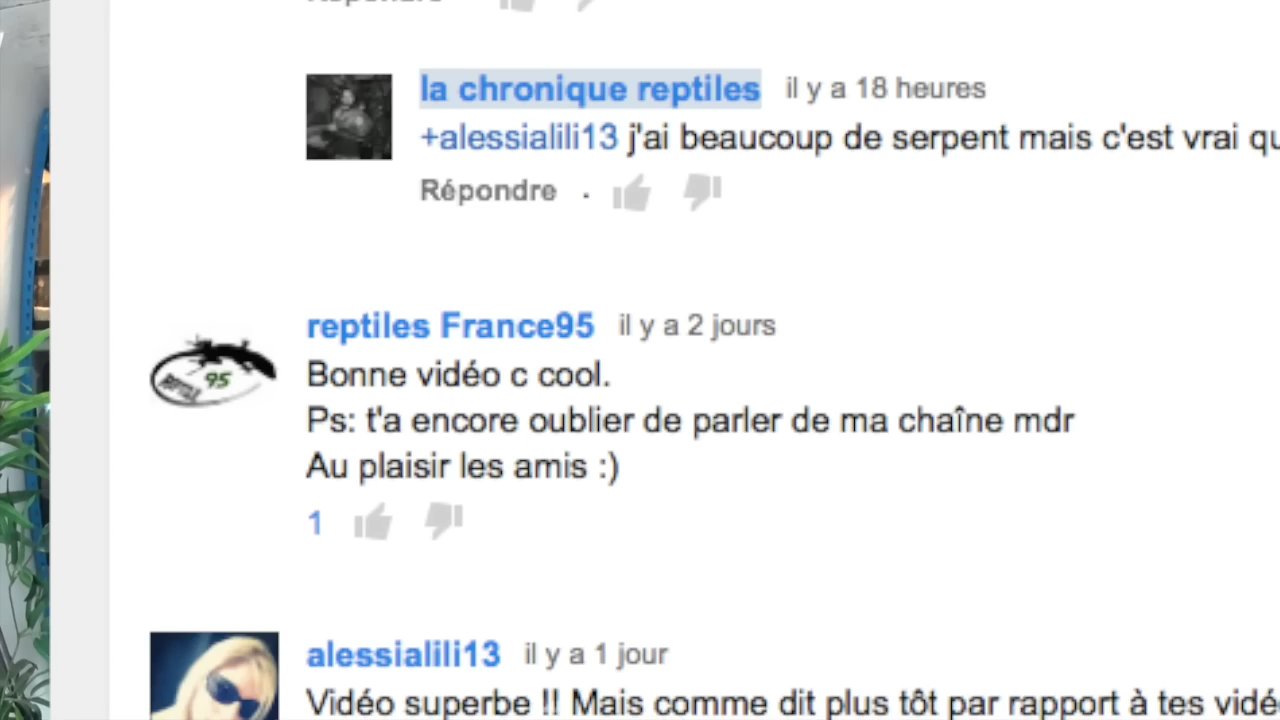 la chronique reptiles il y a 18 heures
+alessialili13 j'ai beaucoup de serpent mais c'est vrai
Répondre .
reptiles France95 il y a 2 jours
95
Bonne vidéo c cool.
Ps: t'a encore oublier de parler de ma chaîne mdr
Au plaisir les amis :)
1
alessialili13 il y a 1 jour
Vidéo superbe !! Mais comme dit plus tôt par rapport à tes